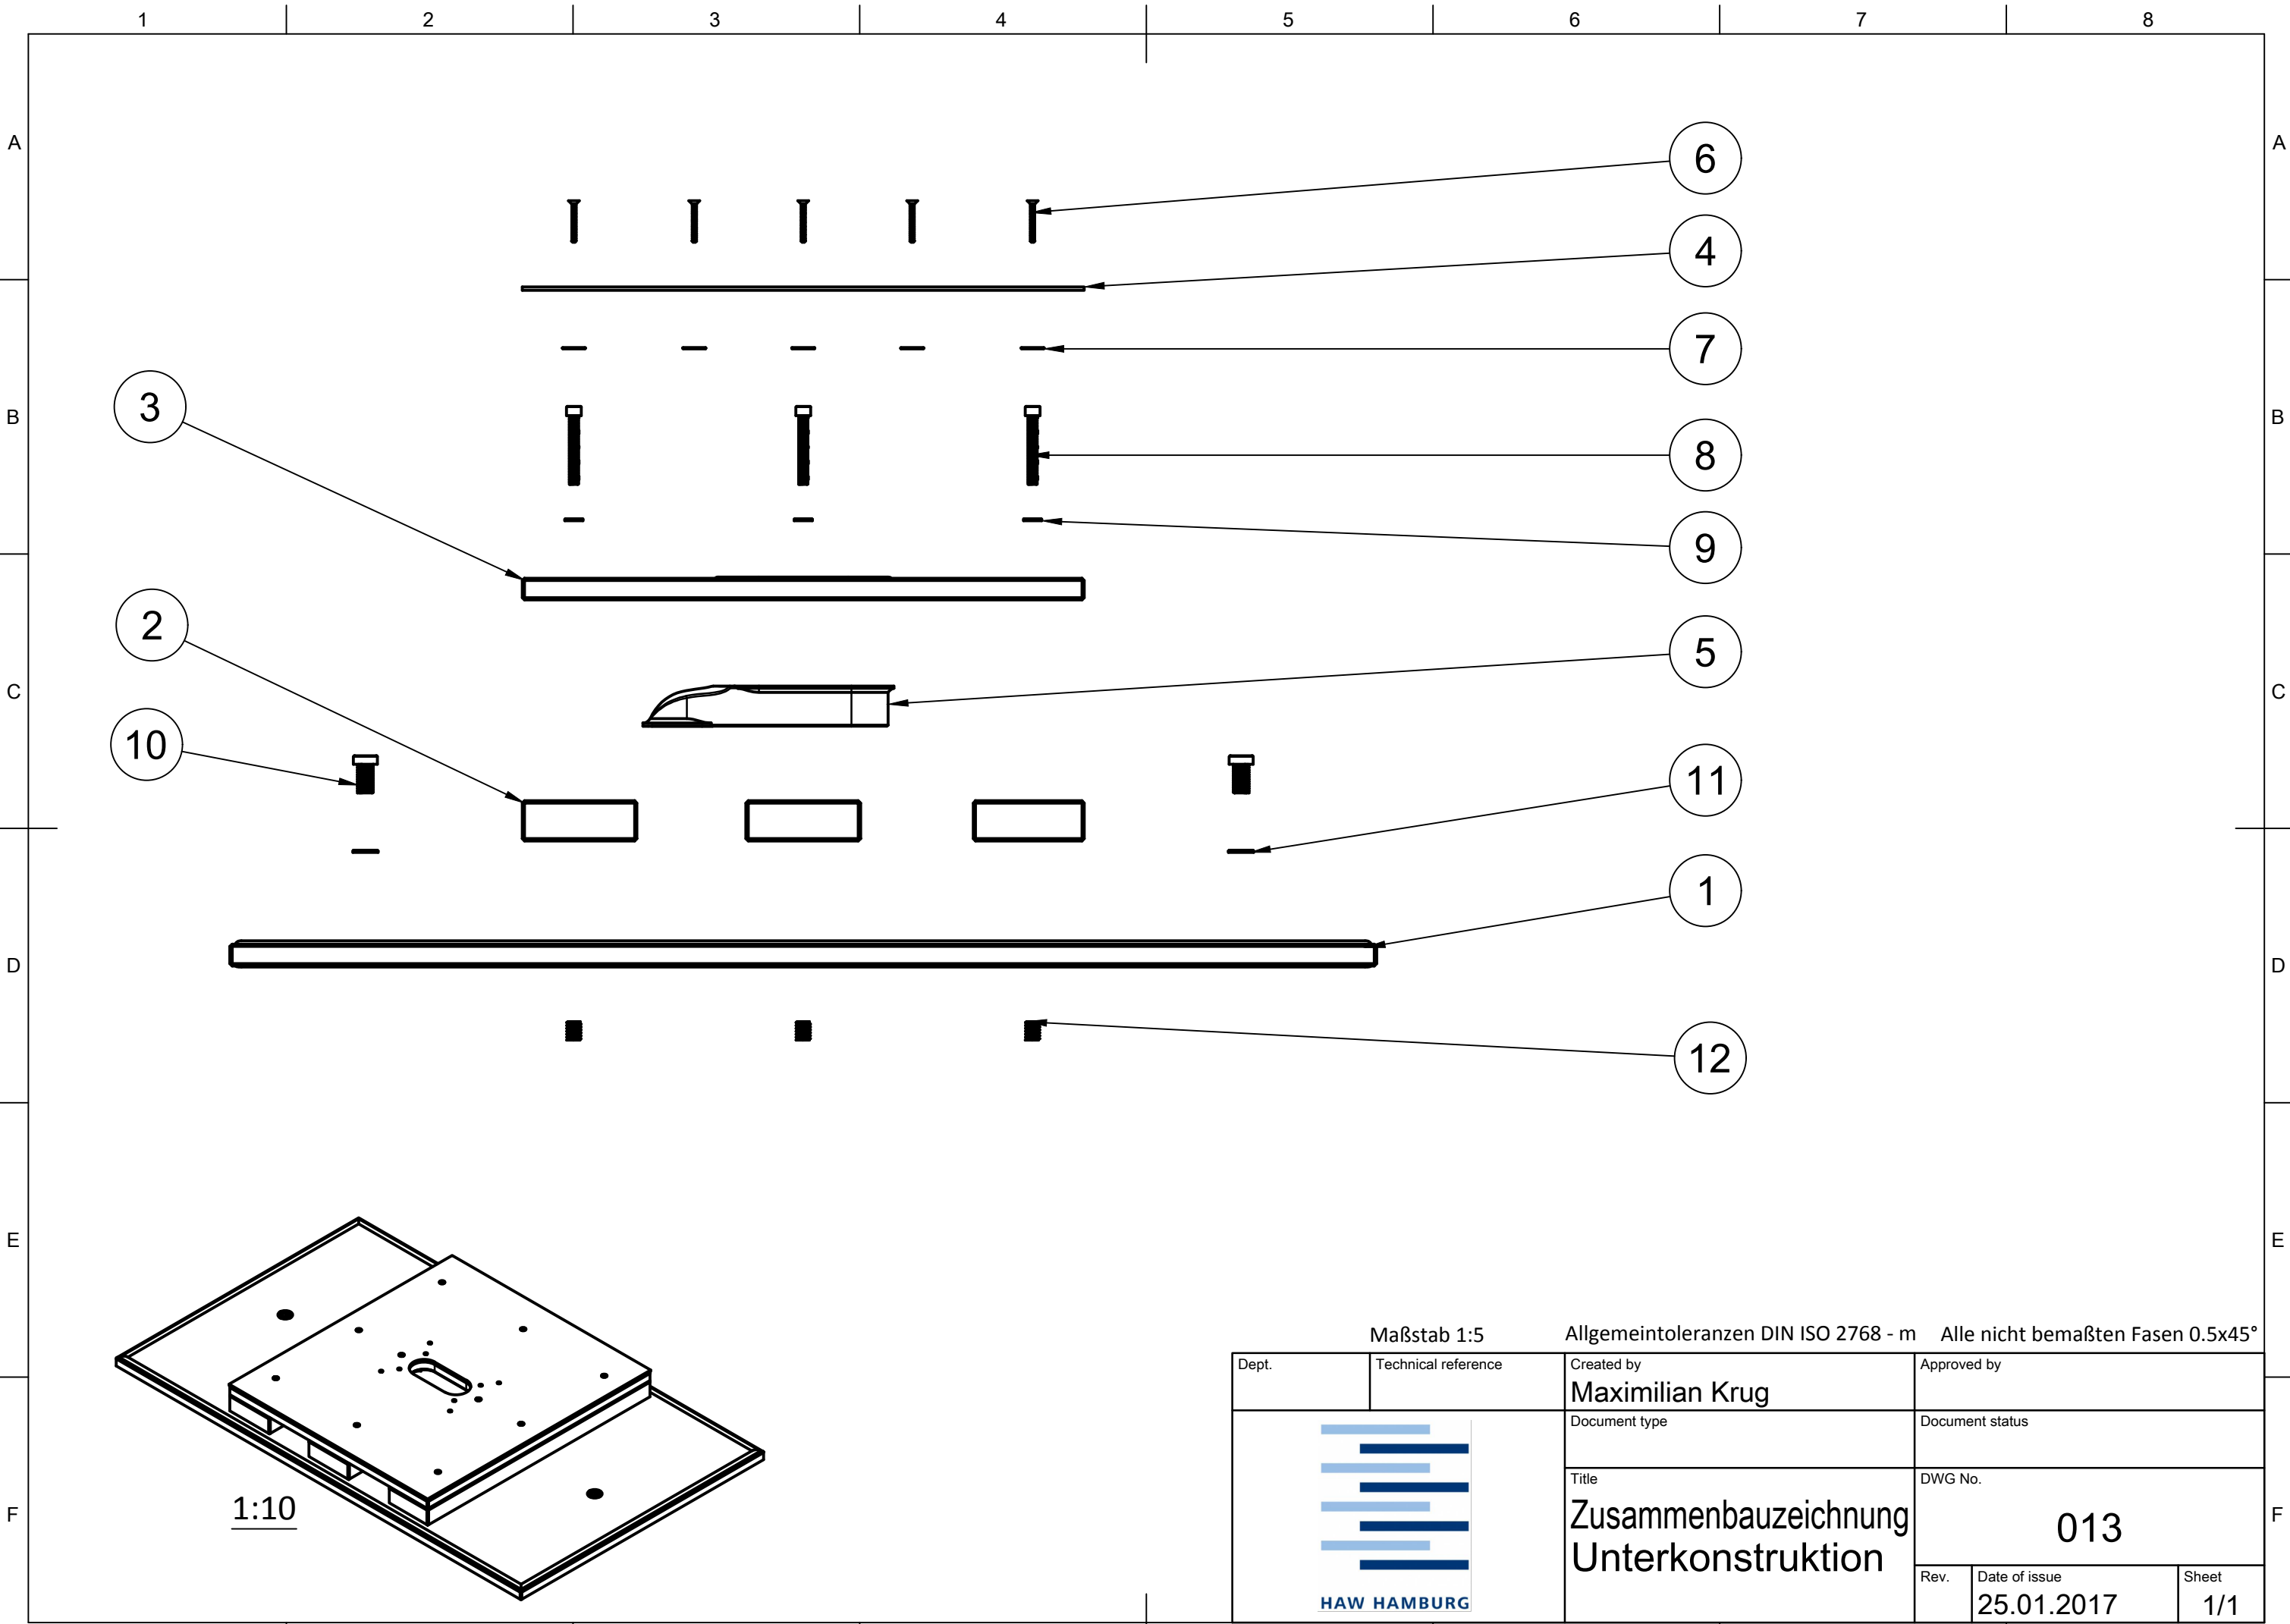 1 2 3 4 5 6 7 8
A A
6
4
7
3
B B
8
9
2
5
C C
10
11
1
D D
12
E E
1:10
F F
Maßstab 1:5 Allgemeintoleranzen DIN ISO 2768 - m Alle nicht bemaßten Fasen 0.5x45°
Dept. Technical reference Created by Approved by
Maximilian Krug
Document type Document status
Title DWG No.
Zusammenbauzeichnung
Unterkonstruktion
013
HAW HAMBURG
Rev. Date of issue Sheet
25.01.2017 1/1